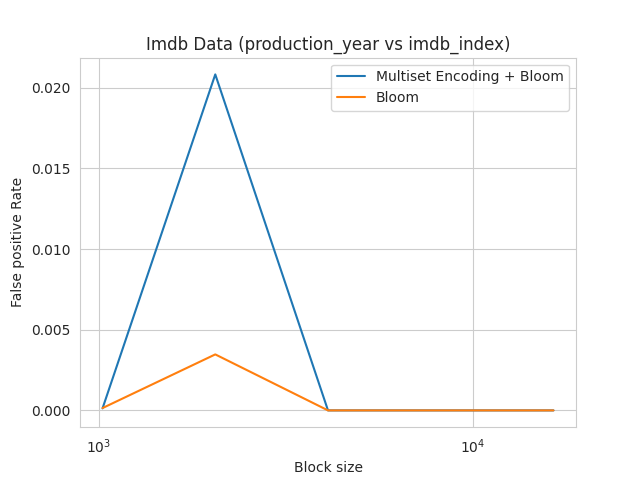 Imdb Data (production_year vs imdb_index)
Multiset Encoding + Bloom
Bloom
0.020
0.015
0.010
0.005
0.000
False positive Rate
10³
10⁴
Block size